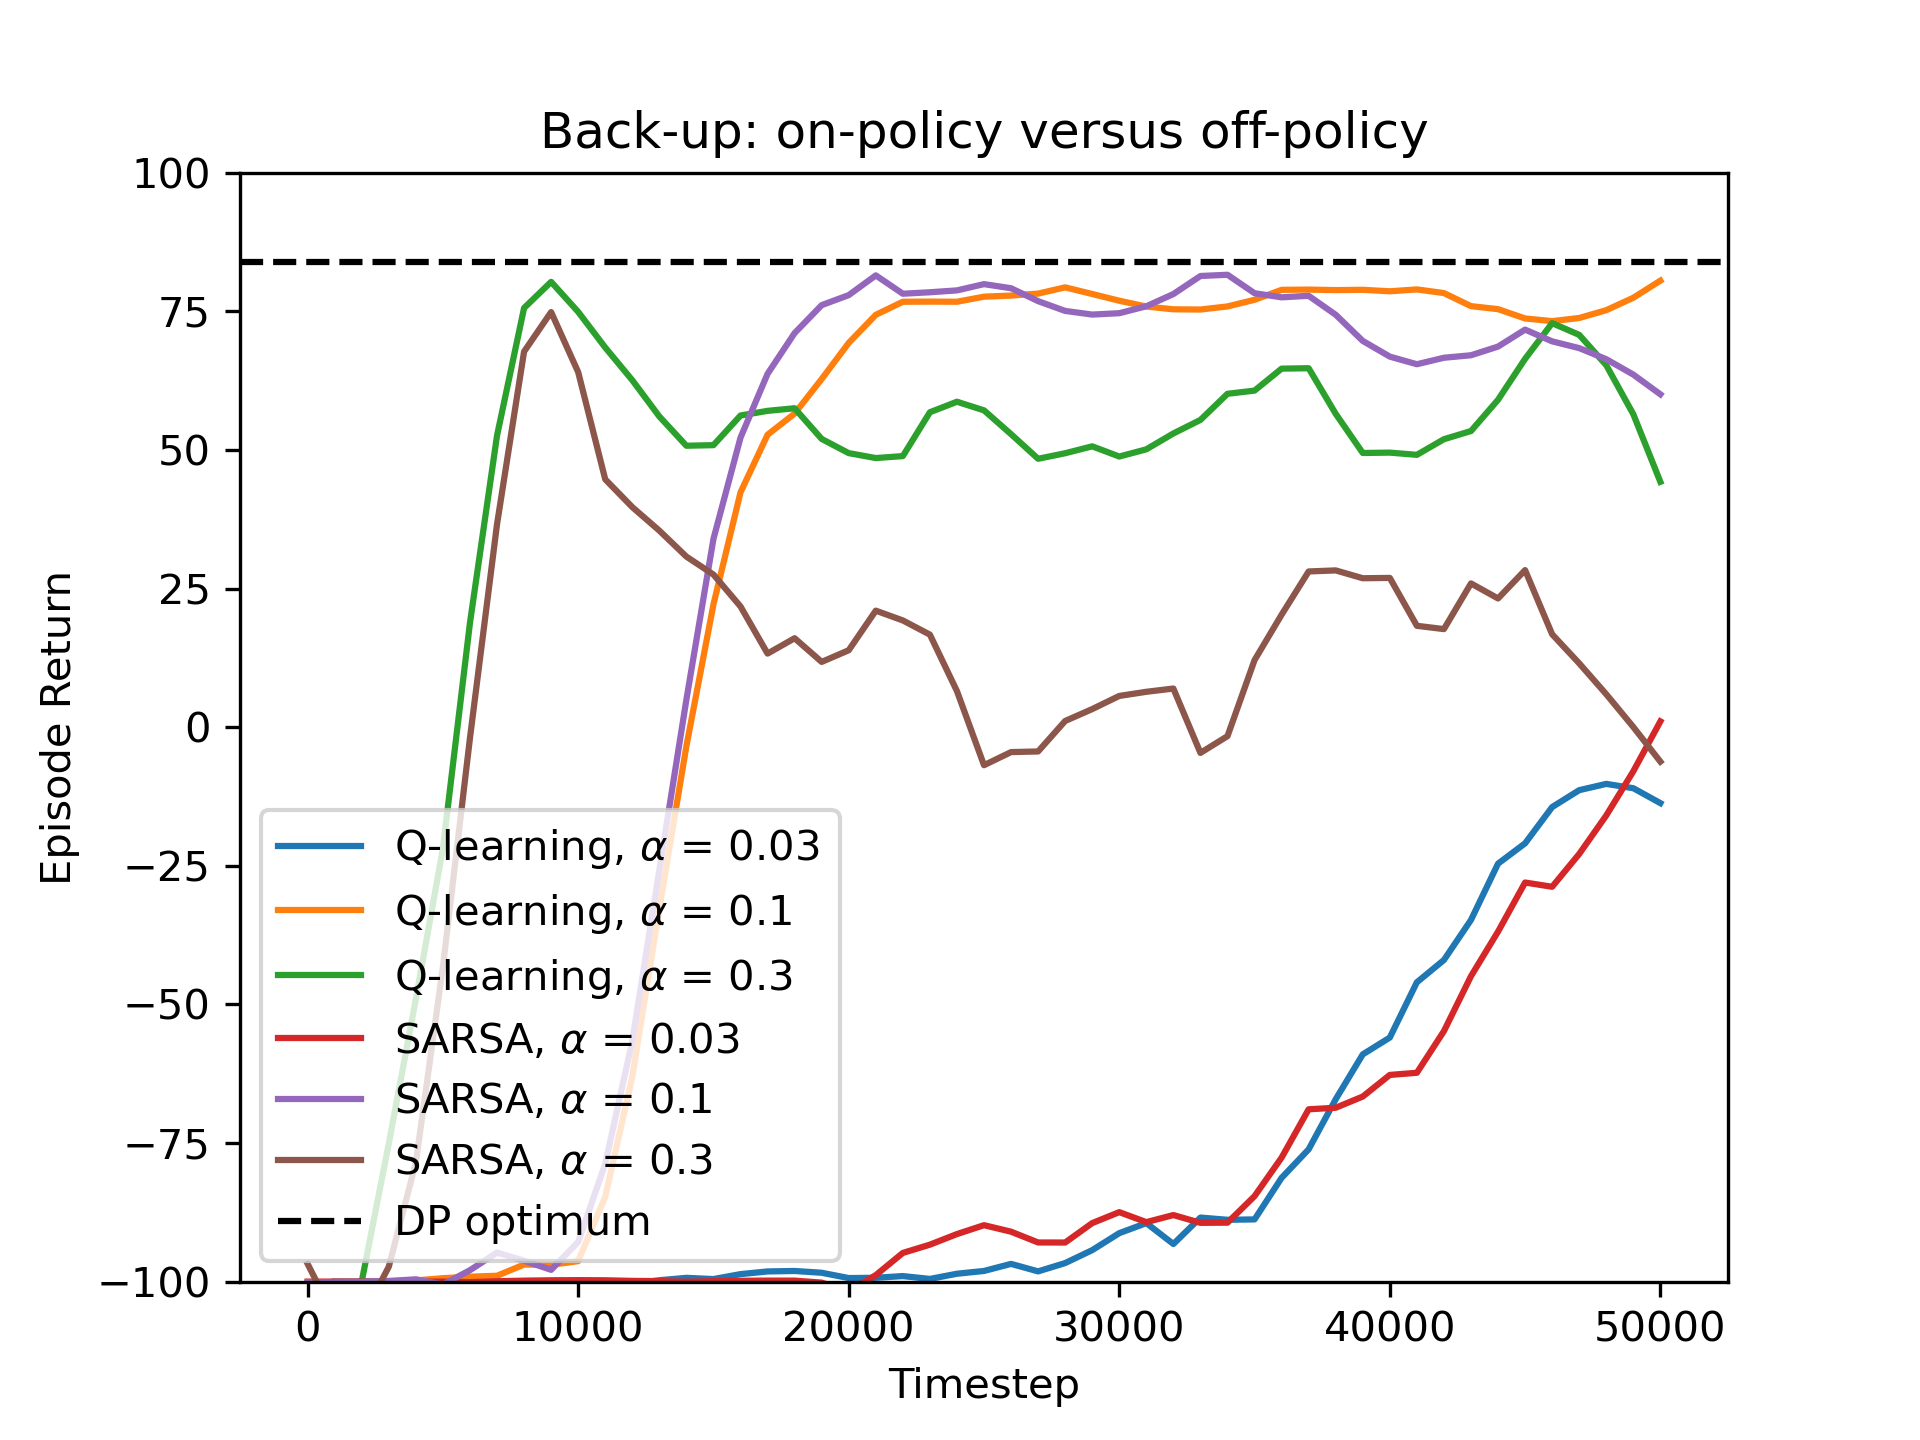 Back-up: on-policy versus off-policy
100
75
50
25
0
−25
−50
−75
−100
Episode Return
Q-learning, α = 0.03
Q-learning, α = 0.1
Q-learning, α = 0.3
SARSA, α = 0.03
SARSA, α = 0.1
SARSA, α = 0.3
DP optimum
0 10000 20000 30000 40000 50000
Timestep